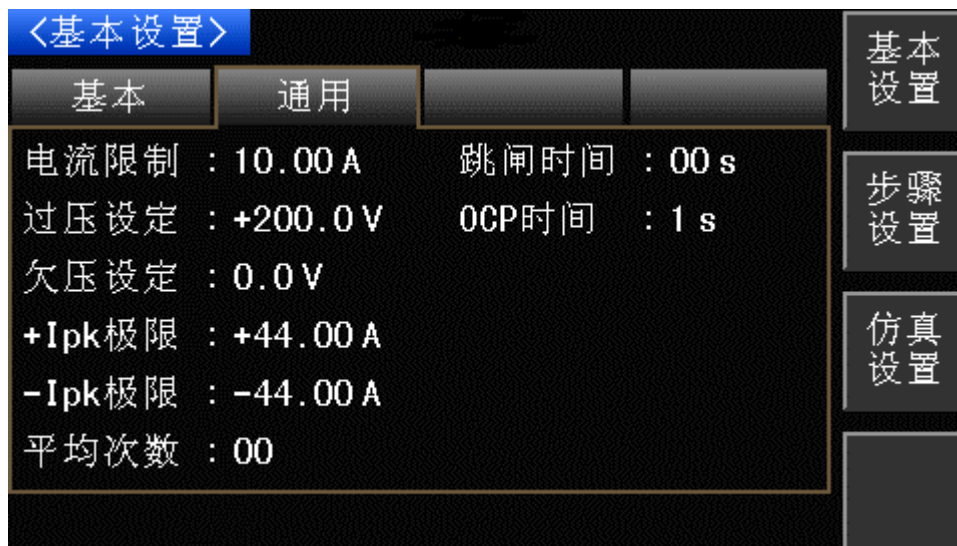 <基本设置>
基本 通用
电流限制 : 10.00 A 跳闸时间 : 00 s
过压设定 : +200.0 V OCP时间 : 1 s
欠压设定 : 0.0 V
+Ipk极限 : +44.00 A
-Ipk极限 : -44.00 A
平均次数 : 00
基本
设置
步骤
设置
仿真
设置